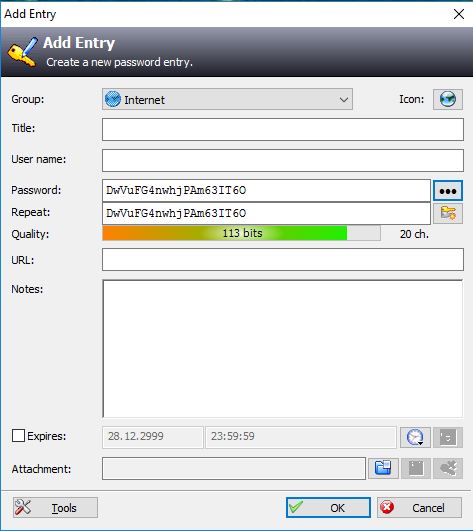 Add Entry
Add Entry
Create a new password entry.
Group: Internet Icon:
Title:
User name:
Password: DwVuFG4nwhjPAm63IT6O
Repeat: DwVuFG4nwhjPAm63IT6O
Quality: 113 bits 20 ch.
URL:
Notes:
Expires: 28.12.2999 23:59:59
Attachment:
Tools OK Cancel